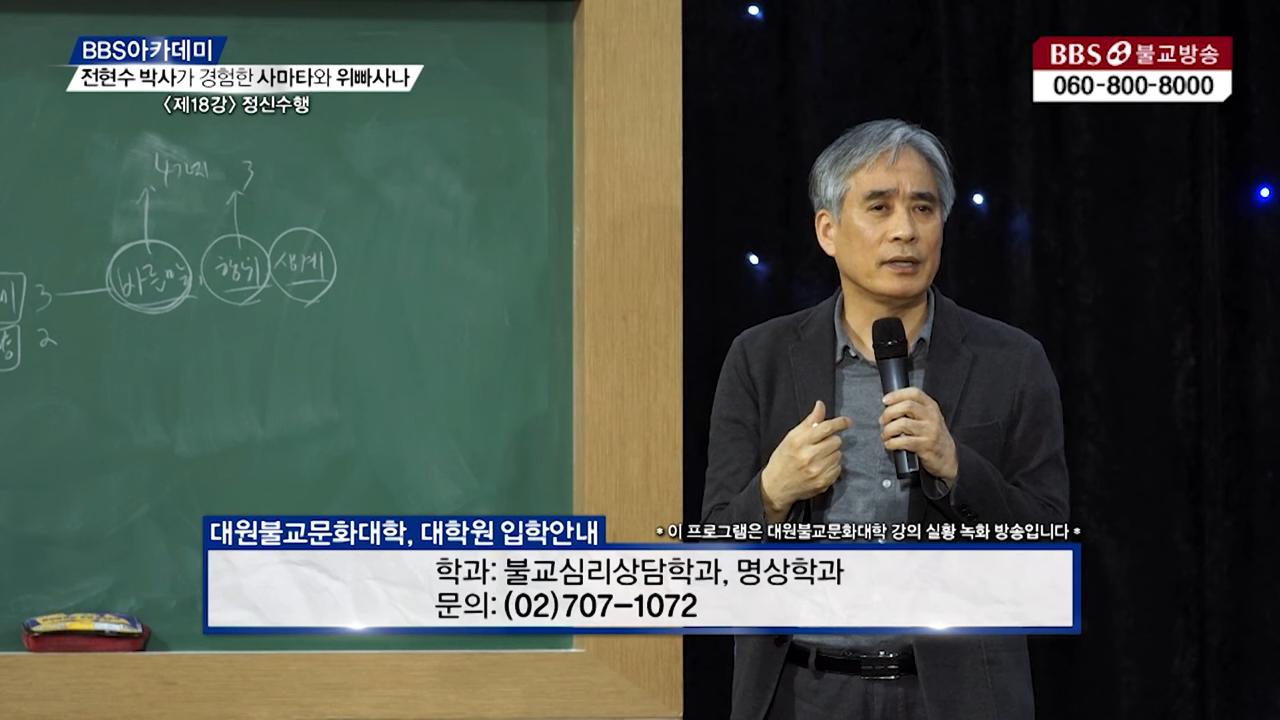 BBS아카데미
전현수 박사가 경험한 사마타와 위빠사나
〈제18강〉 정신수행
BBS 불교방송
060-800-8000
4가지 3
바른말, 행위 생계
3
2
대원불교문화대학, 대학원 입학안내
* 이 프로그램은 대원불교문화대학 강의 실황 녹화 방송입니다 *
학과: 불교심리상담학과, 명상학과
문의: (02)707-1072